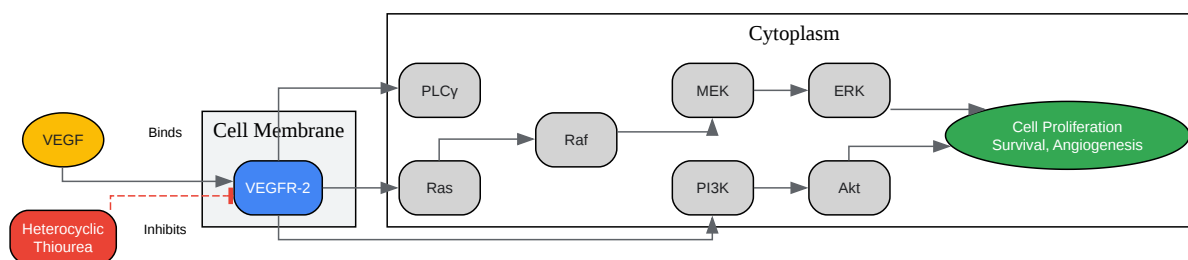 Cytoplasm
Cell Membrane
VEGF
Binds
VEGFR-2
Heterocyclic
Thiourea
Inhibits
PLCγ
Ras
Raf
MEK
ERK
PI3K
Akt
Cell Proliferation
Survival, Angiogenesis